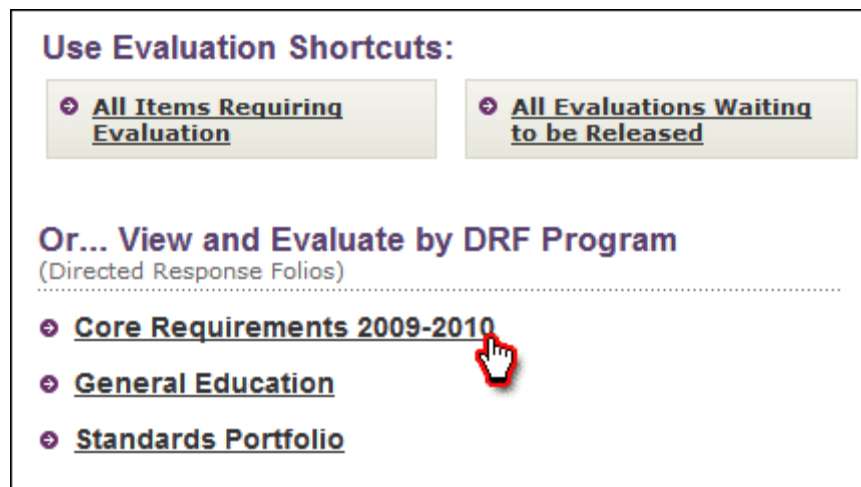 Use Evaluation Shortcuts:
All Items Requiring
Evaluation
All Evaluations Waiting
to be Released
Or... View and Evaluate by DRF Program
(Directed Response Folios)
Core Requirements 2009-2010
General Education
Standards Portfolio